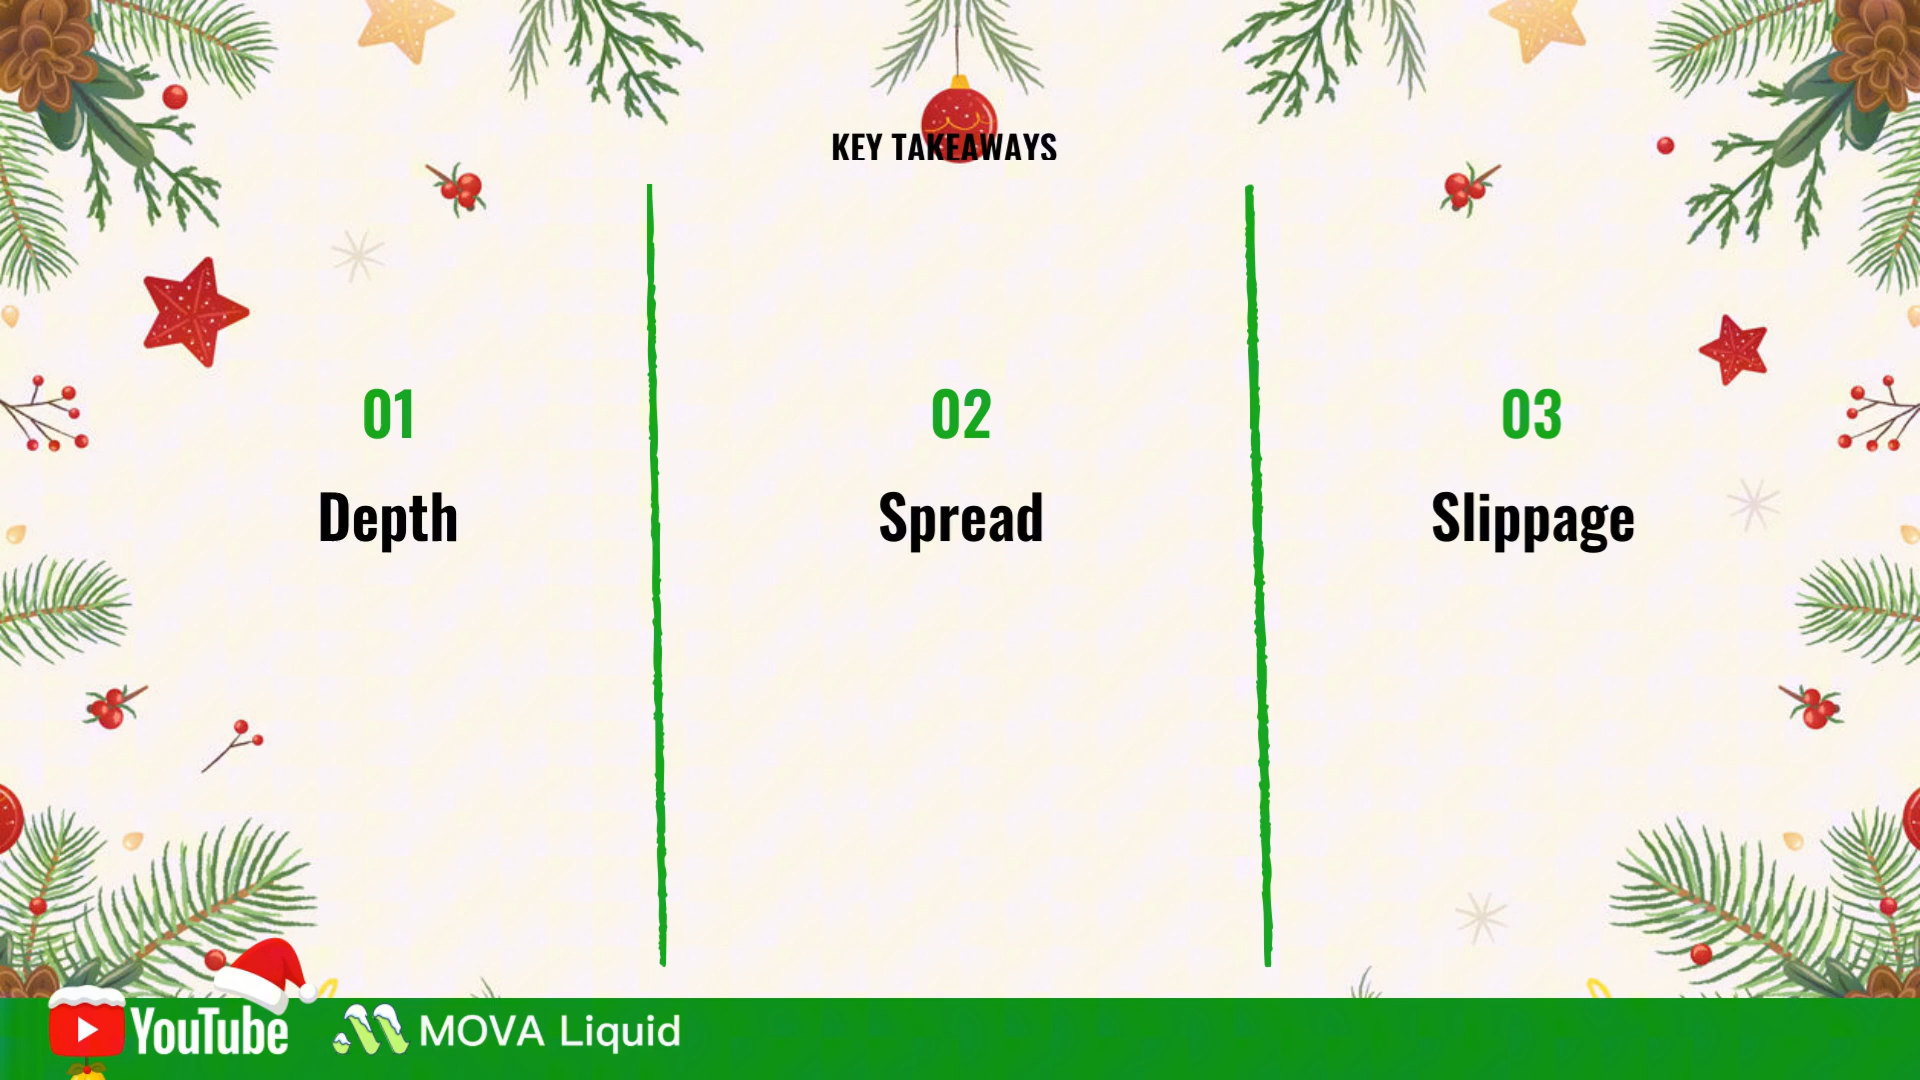 KEY TAKEAWAYS
01
Depth
02
Spread
03
Slippage
YouTube
MOVA Liquid